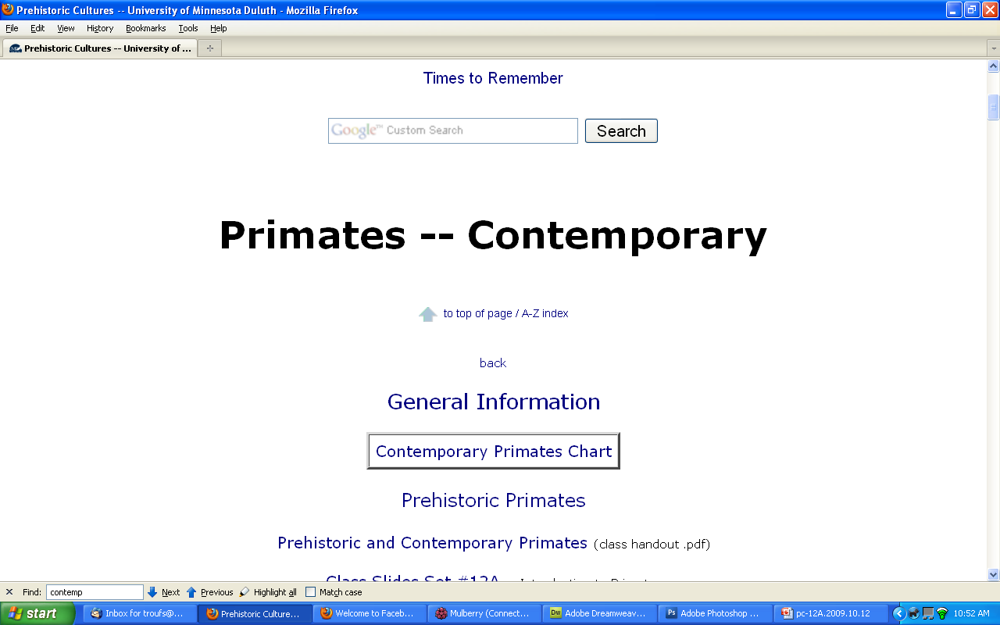 Prehistoric Cultures -- University of Minnesota Duluth - Mozilla Firefox
File Edit View History Bookmarks Tools Help
Prehistoric Cultures -- University of ...
Times to Remember
Google™ Custom Search Search
Primates -- Contemporary
to top of page / A-Z index
back
General Information
Contemporary Primates Chart
Prehistoric Primates
Prehistoric and Contemporary Primates (class handout .pdf)
Class Slides Set #12A
Find: contemp Next Previous Highlight all Match case
start Inbox for troufs@... Prehistoric Culture... Welcome to Faceb... Mulberry (Connect... Adobe Dreamweav... Adobe Photoshop ... pc-12A.2009.10.12 10:52 AM